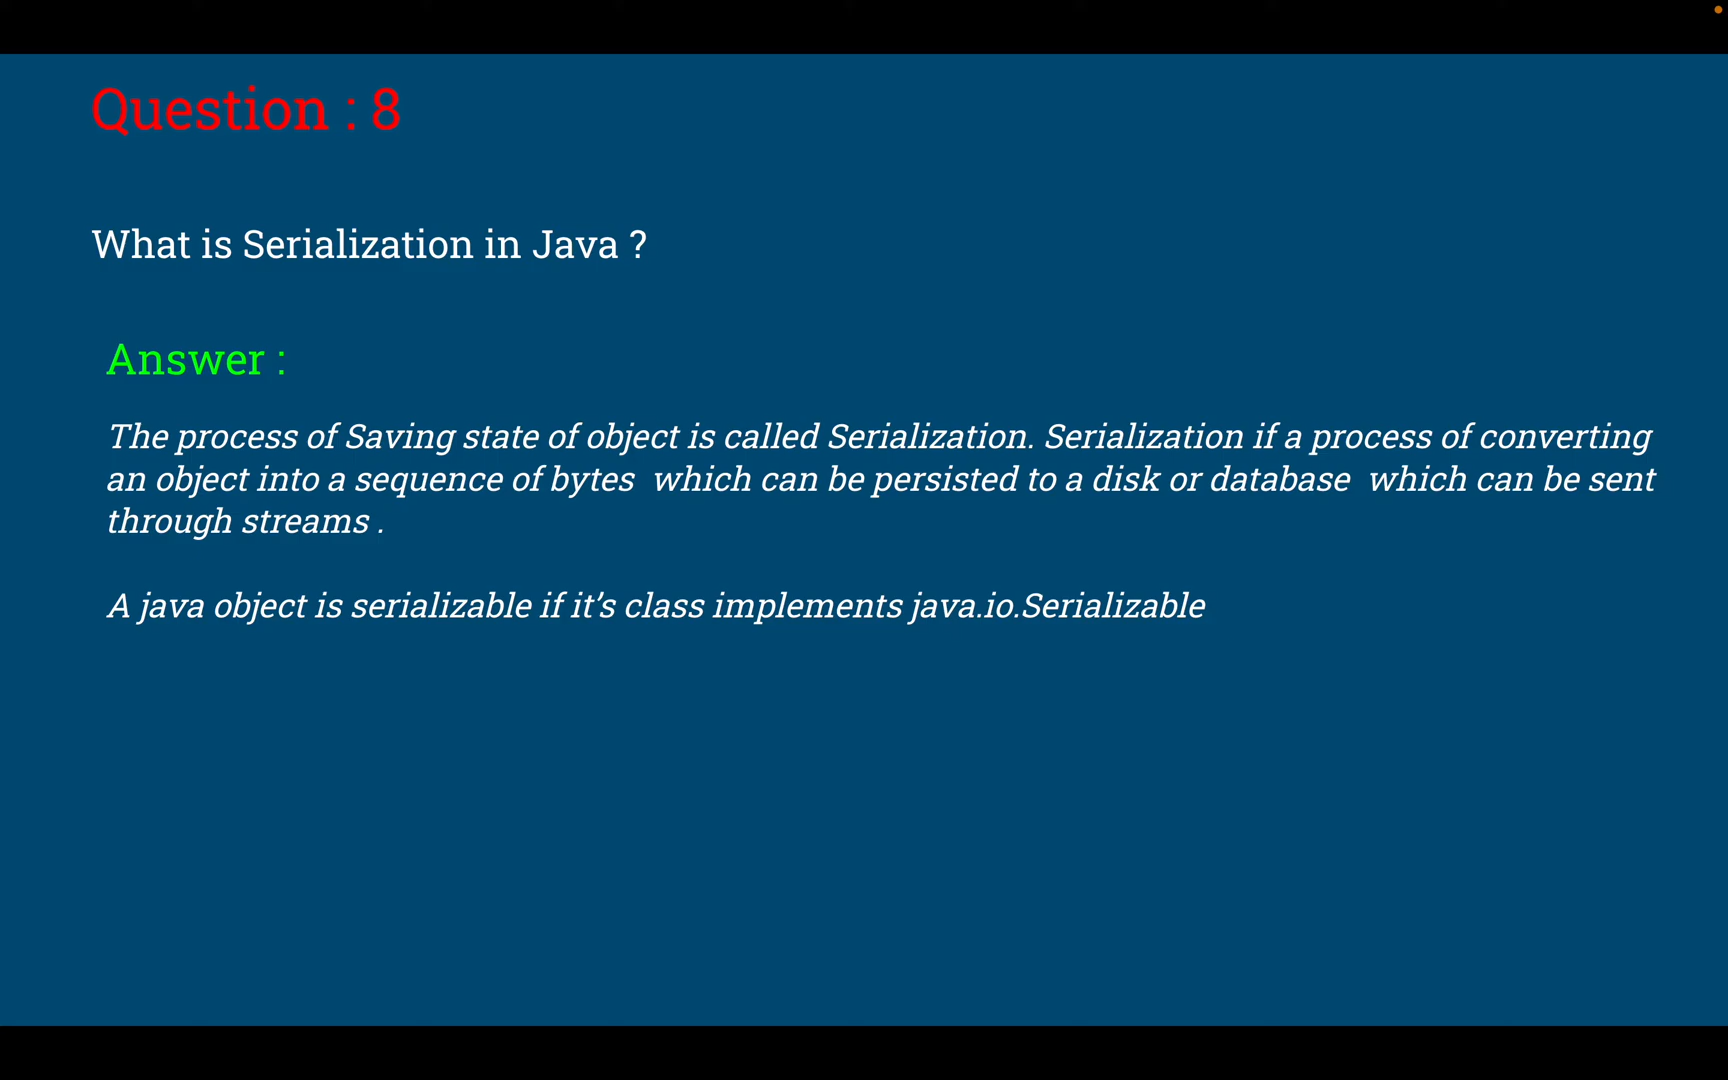 Question : 8
What is Serialization in Java ?
Answer :
The process of Saving state of object is called Serialization. Serialization if a process of converting
an object into a sequence of bytes  which can be persisted to a disk or database  which can be sent
through streams .
A java object is serializable if it’s class implements java.io.Serializable